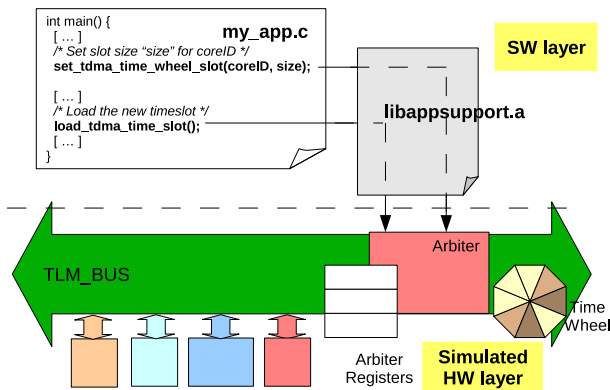 my_app.c
int main() {
[ … ]
/* Set slot size “size” for coreID */
set_tdma_time_wheel_slot(coreID, size);
[ … ]
/* Load the new timeslot */
load_tdma_time_slot();
[ … ]
}
SW layer
libappsupport.a
Arbiter
TLM_BUS
Time
Wheel
Arbiter
Registers
Simulated
HW layer